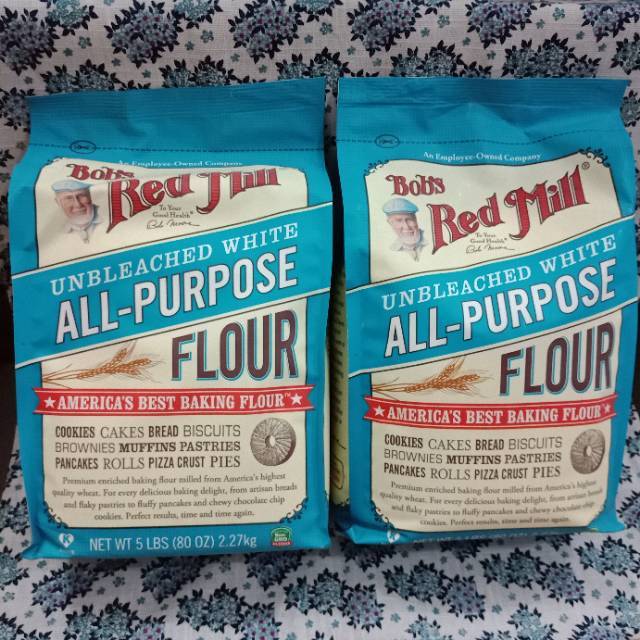 An Employee-Owned Company
Bob's
Red Mill
To Your
Good Health
Bob Moore
UNBLEACHED WHITE
ALL-PURPOSE
FLOUR
AMERICA'S BEST BAKING FLOUR™
COOKIES CAKES BREAD BISCUITS
BROWNIES MUFFINS PASTRIES
PANCAKES ROLLS PIZZA CRUST PIES
Premium enriched baking flour milled from America's highest
quality wheat. For every delicious baking delight, from artisan breads
and flaky pastries to fluffy pancakes and chewy chocolate chip
cookies. Perfect results, time and time again.
K
NET WT 5 LBS (80 OZ) 2.27kg
An Employee-Owned Company
Bob's
Red Mill®
To Your
Good Health
Bob Moore
UNBLEACHED WHITE
ALL-PURPOSE
FLOUR
AMERICA'S BEST BAKING FLOUR™
COOKIES CAKES BREAD BISCUITS
BROWNIES MUFFINS PASTRIES
PANCAKES ROLLS PIZZA CRUST PIES
Premium enriched baking flour milled from America's highest
quality wheat. For every delicious baking delight, from artisan breads
and flaky pastries to fluffy pancakes and chewy chocolate chip
cookies. Perfect results, time and time again.
K